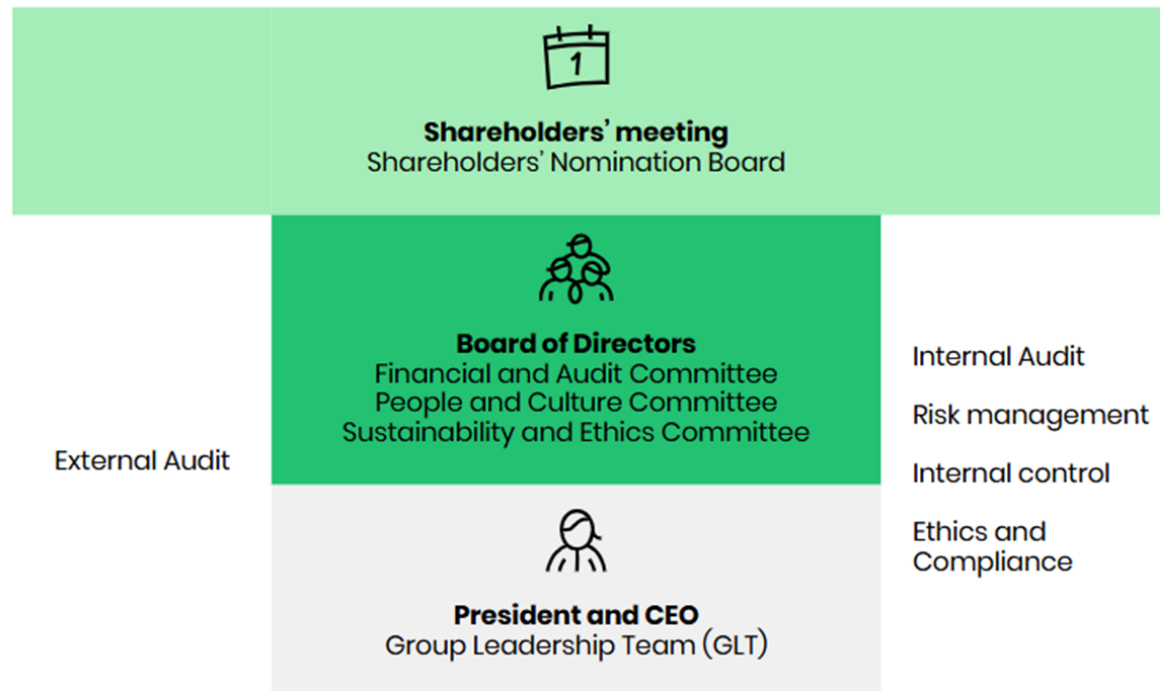 1
Shareholders’ meeting
Shareholders’ Nomination Board
Board of Directors
Financial and Audit Committee
People and Culture Committee
Sustainability and Ethics Committee
External Audit
Internal Audit
Risk management
Internal control
Ethics and
Compliance
President and CEO
Group Leadership Team (GLT)